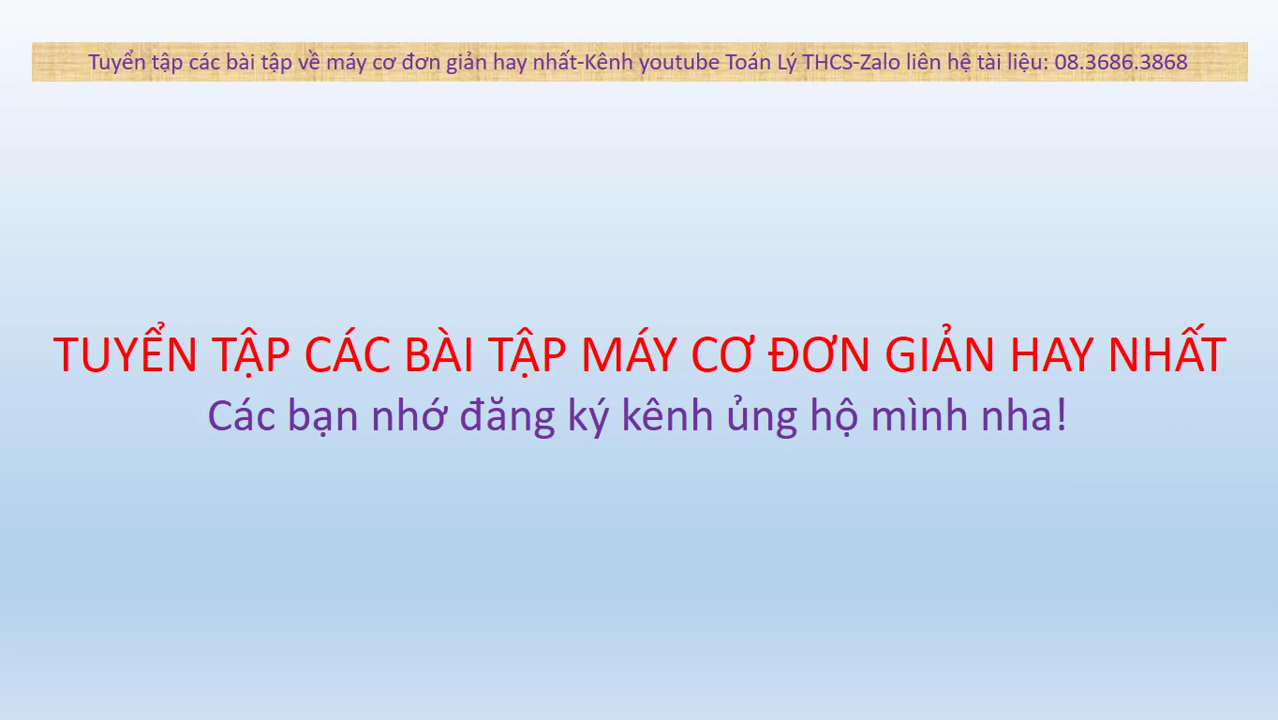 Tuyển tập các bài tập về máy cơ đơn giản hay nhất-Kênh youtube Toán Lý THCS-Zalo liên hệ tài liệu: 08.3686.3868
TUYỂN TẬP CÁC BÀI TẬP MÁY CƠ ĐƠN GIẢN HAY NHẤT
Các bạn nhớ đăng ký kênh ủng hộ mình nha!